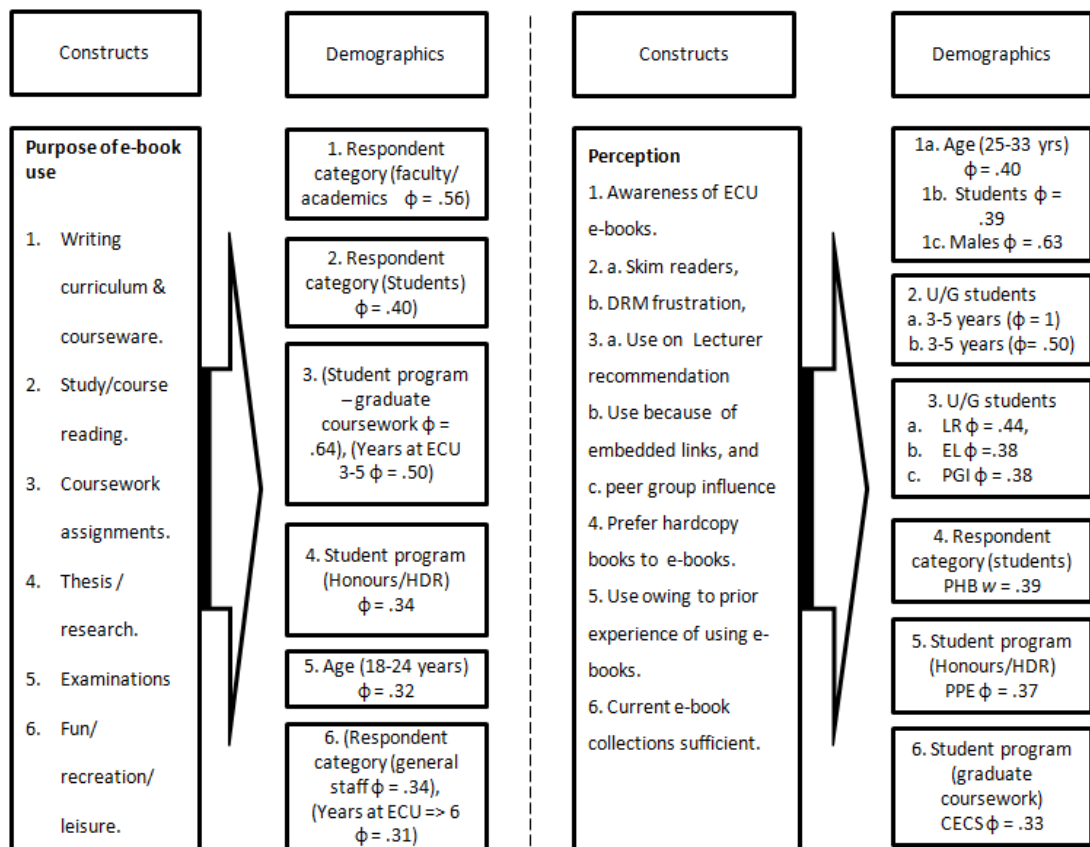 Constructs
Demographics
Constructs
Demographics
Purpose of e-book
use
1. Writing
curriculum &
courseware.
2. Study/course
reading.
3. Coursework
assignments.
4. Thesis /
research.
5. Examinations
6. Fun/
recreation/
leisure.
1. Respondent
category (faculty/
academics ϕ = .56)
2. Respondent
category (Students)
ϕ = .40)
3. (Student program
– graduate
coursework ϕ =
.64), (Years at ECU
3-5 ϕ = .50)
4. Student program
(Honours/HDR)
ϕ = .34
5. Age (18-24 years)
ϕ = .32
6. (Respondent
category (general
staff ϕ = .34),
(Years at ECU => 6
ϕ = .31)
Perception
1. Awareness of ECU
e-books.
2. a. Skim readers,
b. DRM frustration,
3. a. Use on Lecturer
recommendation
b. Use because of
embedded links, and
c. peer group influence
4. Prefer hardcopy
books to e-books.
5. Use owing to prior
experience of using e-
books.
6. Current e-book
collections sufficient.
1a. Age (25-33 yrs)
ϕ = .40
1b. Students ϕ =
.39
1c. Males ϕ = .63
2. U/G students
a. 3-5 years (ϕ = 1)
b. 3-5 years (ϕ= .50)
3. U/G students
a. LR ϕ = .44,
b. EL ϕ =.38
c. PGI ϕ = .38
4. Respondent
category (students)
PHB w = .39
5. Student program
(Honours/HDR)
PPE ϕ = .37
6. Student program
(graduate
coursework)
CECS ϕ = .33